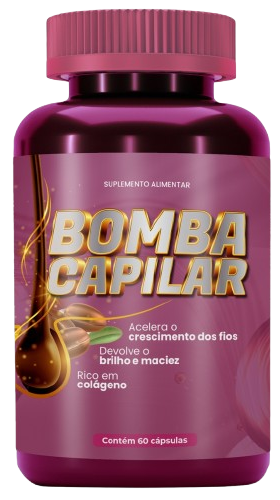 SUPLEMENTO ALIMENTAR
BOMBA
CAPILAR
Acelera o
crescimento dos fios
Devolve o
brilho e maciez
Rico em
colágeno
Contém 60 cápsulas